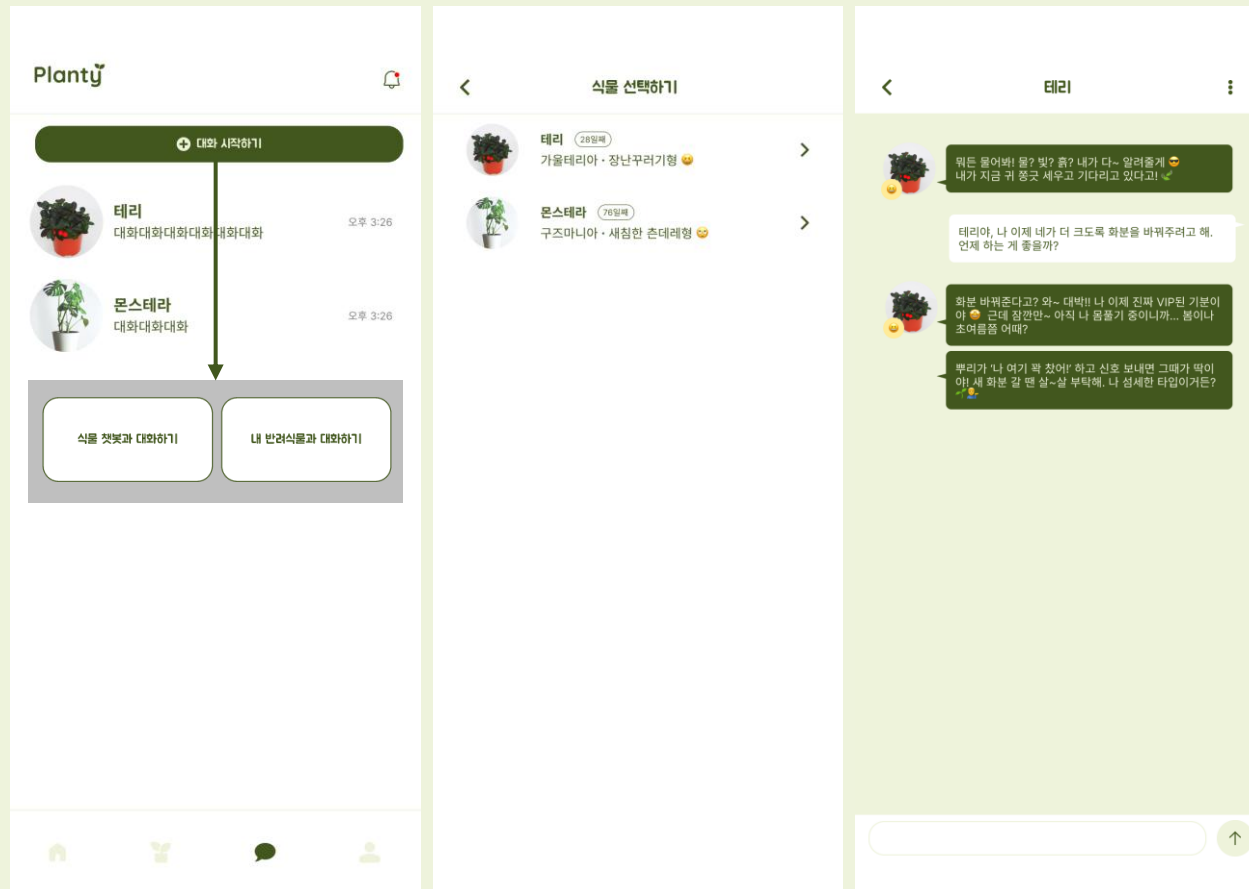 Planty
대화 시작하기
테리
대화대화대화대화대화대화
오후 3:26
몬스테라
대화대화대화
오후 3:26
식물 챗봇과 대화하기
내 반려식물과 대화하기
식물 선택하기
테리 28일째
가울테리아 · 장난꾸러기형 😀
몬스테라 76일째
구즈마니아 · 새침한 츤데레형 😆
테리
뭐든 물어봐! 물? 빛? 흙? 내가 다~ 알려줄게 😎
내가 지금 귀 쫑긋 세우고 기다리고 있다고! 🌿
테리야, 나 이제 네가 더 크도록 화분을 바꿔주려고 해.
언제 하는 게 좋을까?
화분 바꿔준다고? 와~ 대박!! 나 이제 진짜 VIP된 기분이
야 🤩 근데 잠깐만~ 아직 나 몸풀기 중이니까... 봄이나
초여름쯤 어때?
뿌리가 '나 여기 꽉 찼어!' 하고 신호 보내면 그때가 딱이
야! 새 화분 갈 땐 살~살 부탁해. 나 섬세한 타입이거든?